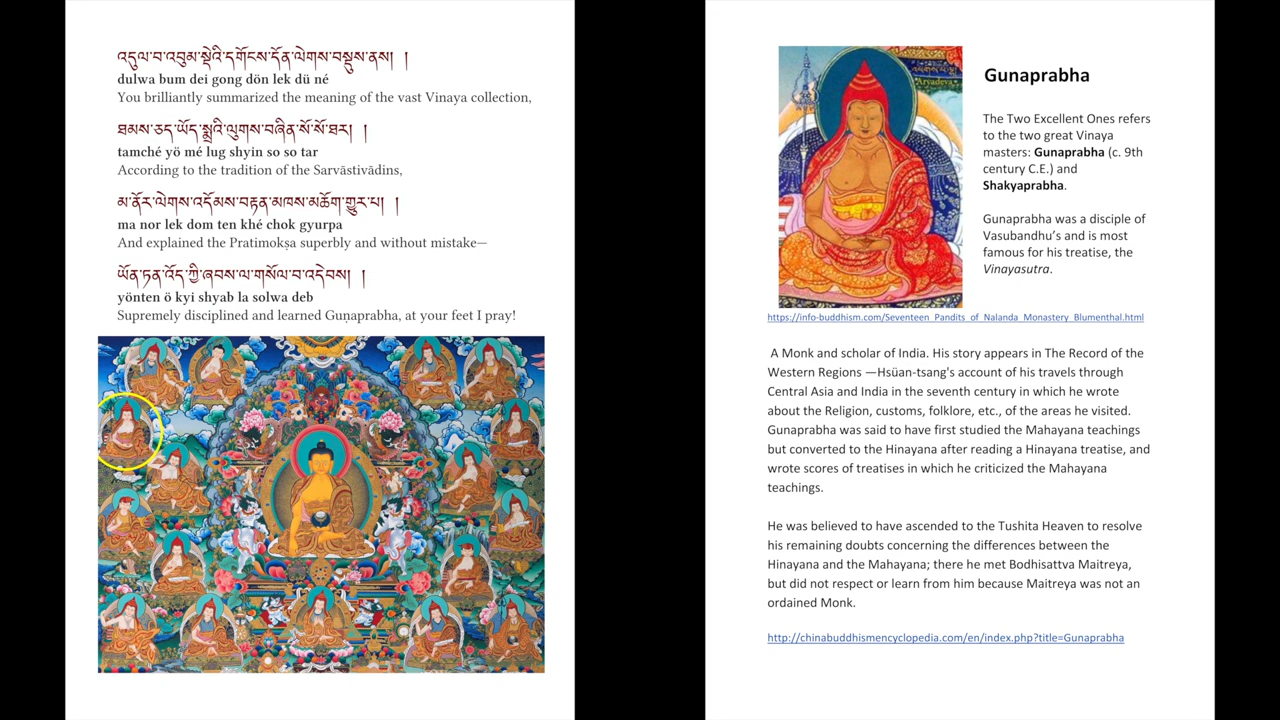 འདུལ་བ་འབུམ་སྡེའི་དགོངས་དོན་ལེགས་བསྡུས་ནས། །
dulwa bum dei gong dön lek dü né
You brilliantly summarized the meaning of the vast Vinaya collection,
ཐམས་ཅད་ཡོད་སྨྲའི་ལུགས་བཞིན་སོ་སོ་ཐར། །
tamché yö mé lug shyin so so tar
According to the tradition of the Sarvāstivādins,
མ་ནོར་ལེགས་འདོམས་བརྟན་མཁས་མཆོག་གྱུར་པ། །
ma nor lek dom ten khé chok gyurpa
And explained the Pratimokṣa superbly and without mistake—
ཡོན་ཏན་འོད་ཀྱི་ཞབས་ལ་གསོལ་བ་འདེབས། །
yönten ö kyi shyab la solwa deb
Supremely disciplined and learned Guṇaprabha, at your feet I pray!
Gunaprabha
The Two Excellent Ones refers
to the two great Vinaya
masters: Gunaprabha (c. 9th
century C.E.) and
Shakyaprabha.
Gunaprabha was a disciple of
Vasubandhu's and is most
famous for his treatise, the
Vinayasutra.
https://info-buddhism.com/Seventeen_Pandits_of_Nalanda_Monastery_Blumenthal.html
A Monk and scholar of India. His story appears in The Record of the
Western Regions —Hsüan-tsang's account of his travels through
Central Asia and India in the seventh century in which he wrote
about the Religion, customs, folklore, etc., of the areas he visited.
Gunaprabha was said to have first studied the Mahayana teachings
but converted to the Hinayana after reading a Hinayana treatise, and
wrote scores of treatises in which he criticized the Mahayana
teachings.
He was believed to have ascended to the Tushita Heaven to resolve
his remaining doubts concerning the differences between the
Hinayana and the Mahayana; there he met Bodhisattva Maitreya,
but did not respect or learn from him because Maitreya was not an
ordained Monk.
http://chinabuddhismencyclopedia.com/en/index.php?title=Gunaprabha